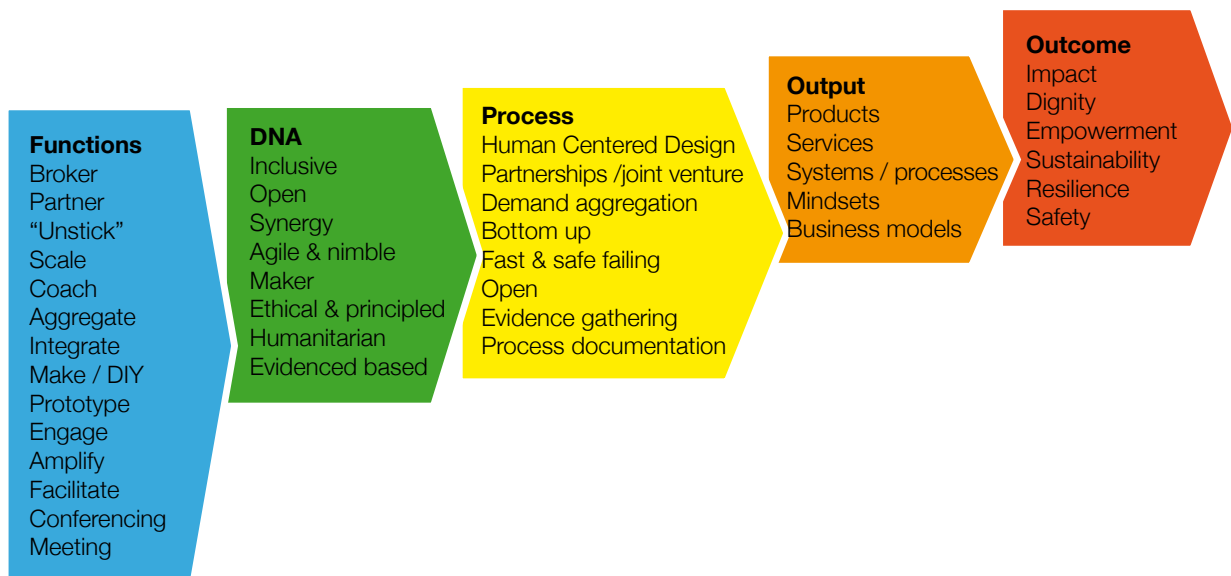 Functions
Broker
Partner
“Unstick”
Scale
Coach
Aggregate
Integrate
Make / DIY
Prototype
Engage
Amplify
Facilitate
Conferencing
Meeting
DNA
Inclusive
Open
Synergy
Agile & nimble
Maker
Ethical & principled
Humanitarian
Evidenced based
Process
Human Centered Design
Partnerships /joint venture
Demand aggregation
Bottom up
Fast & safe failing
Open
Evidence gathering
Process documentation
Output
Products
Services
Systems / processes
Mindsets
Business models
Outcome
Impact
Dignity
Empowerment
Sustainability
Resilience
Safety